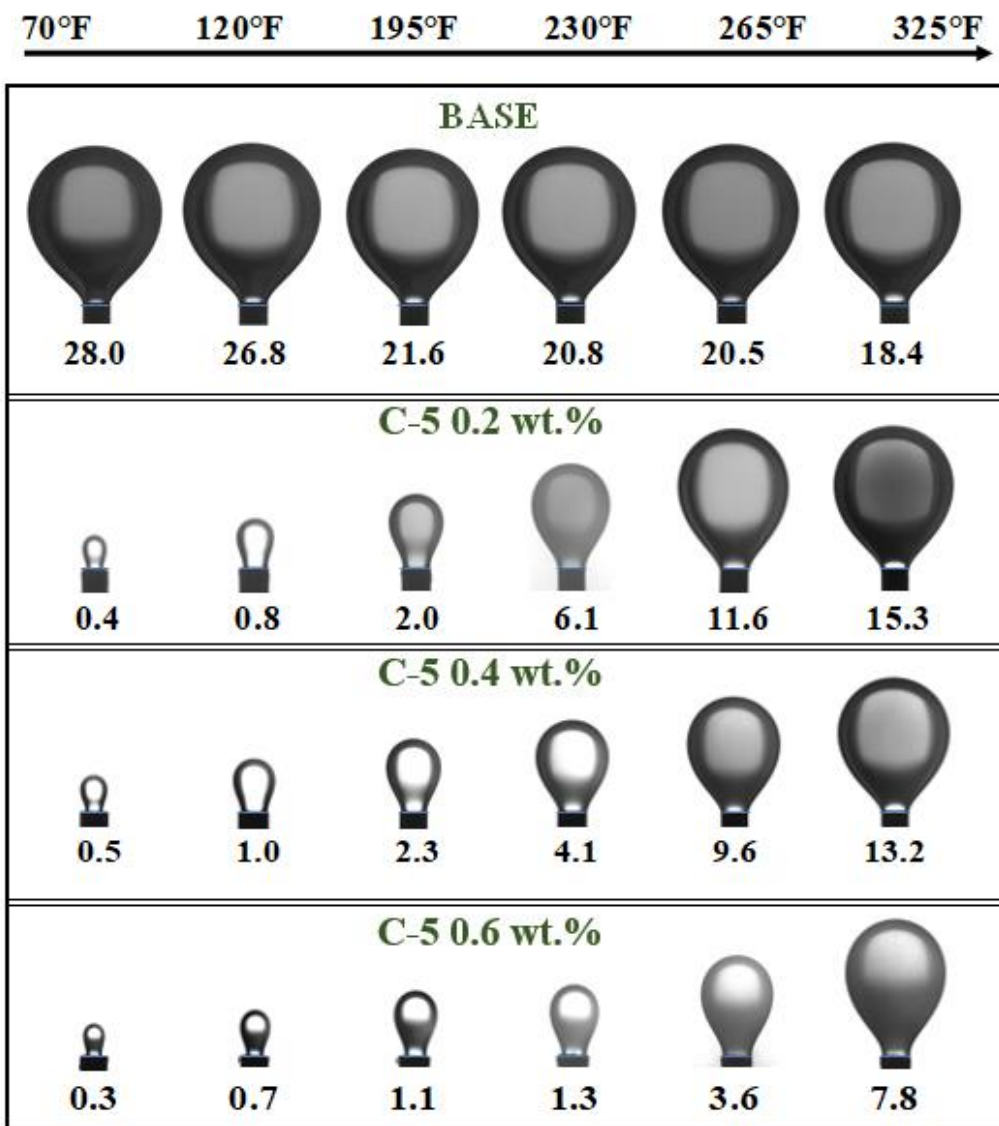 70°F 120°F 195°F 230°F 265°F 325°F
BASE
28.0 26.8 21.6 20.8 20.5 18.4
C-5 0.2 wt.%
0.4 0.8 2.0 6.1 11.6 15.3
C-5 0.4 wt.%
0.5 1.0 2.3 4.1 9.6 13.2
C-5 0.6 wt.%
0.3 0.7 1.1 1.3 3.6 7.8